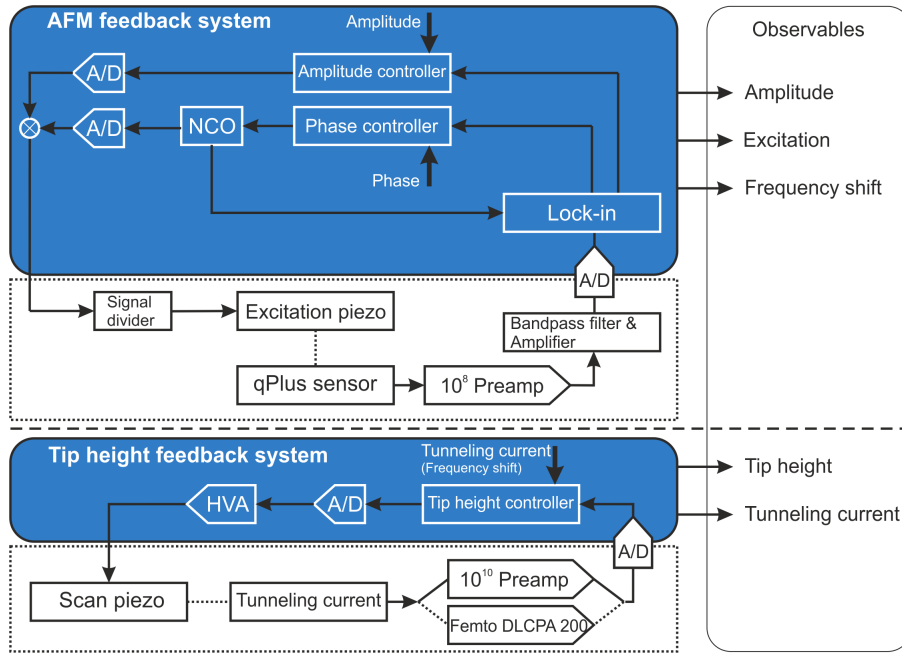 AFM feedback system
Observables
Amplitude
A/D
Amplitude controller
Amplitude
A/D
NCO
Phase controller
Excitation
Phase
Frequency shift
Lock-in
A/D
Signal
divider
Excitation piezo
Bandpass filter &
Amplifier
qPlus sensor
10⁸ Preamp
Tip height feedback system
Tunneling current
(Frequency shift)
Tip height
HVA
A/D
Tip height controller
Tunneling current
A/D
10¹⁰ Preamp
Scan piezo
Tunneling current
Femto DLCPA 200